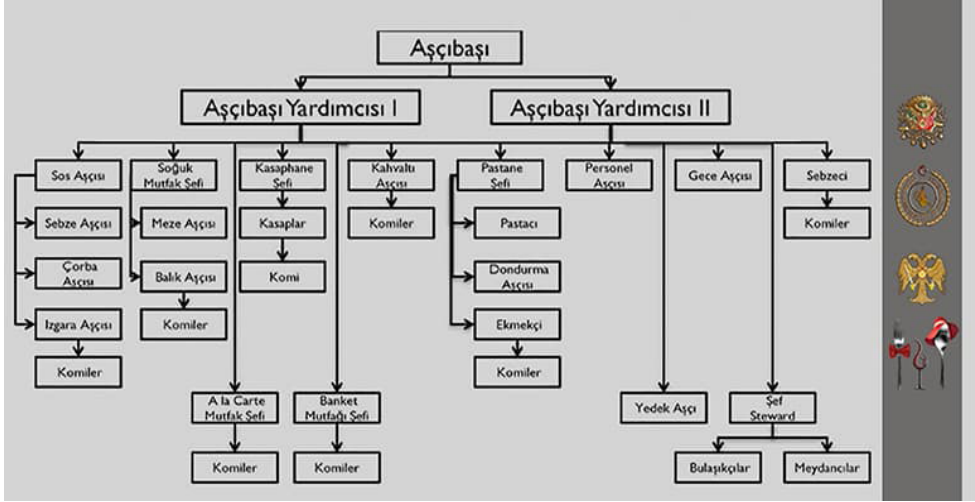 Aşçıbaşı
Aşçıbaşı Yardımcısı I
Aşçıbaşı Yardımcısı II
Sos Aşçısı
Soğuk
Mutfak Şefi
Kasaphane
Şefi
Kahvaltı
Aşçısı
Pastane
Şefi
Personel
Aşçısı
Gece Aşçısı
Sebzeci
Sebze Aşçısı
Meze Aşçısı
Kasaplar
Komiler
Pastacı
Komiler
Çorba
Aşçısı
Balık Aşçısı
Komi
Dondurma
Aşçısı
Izgara Aşçısı
Komiler
Ekmekçi
Komiler
Komiler
A la Carte
Mutfak Şefi
Banket
Mutfağı Şefi
Yedek Aşçı
Şef
Steward
Komiler
Komiler
Bulaşıkçılar
Meydancılar